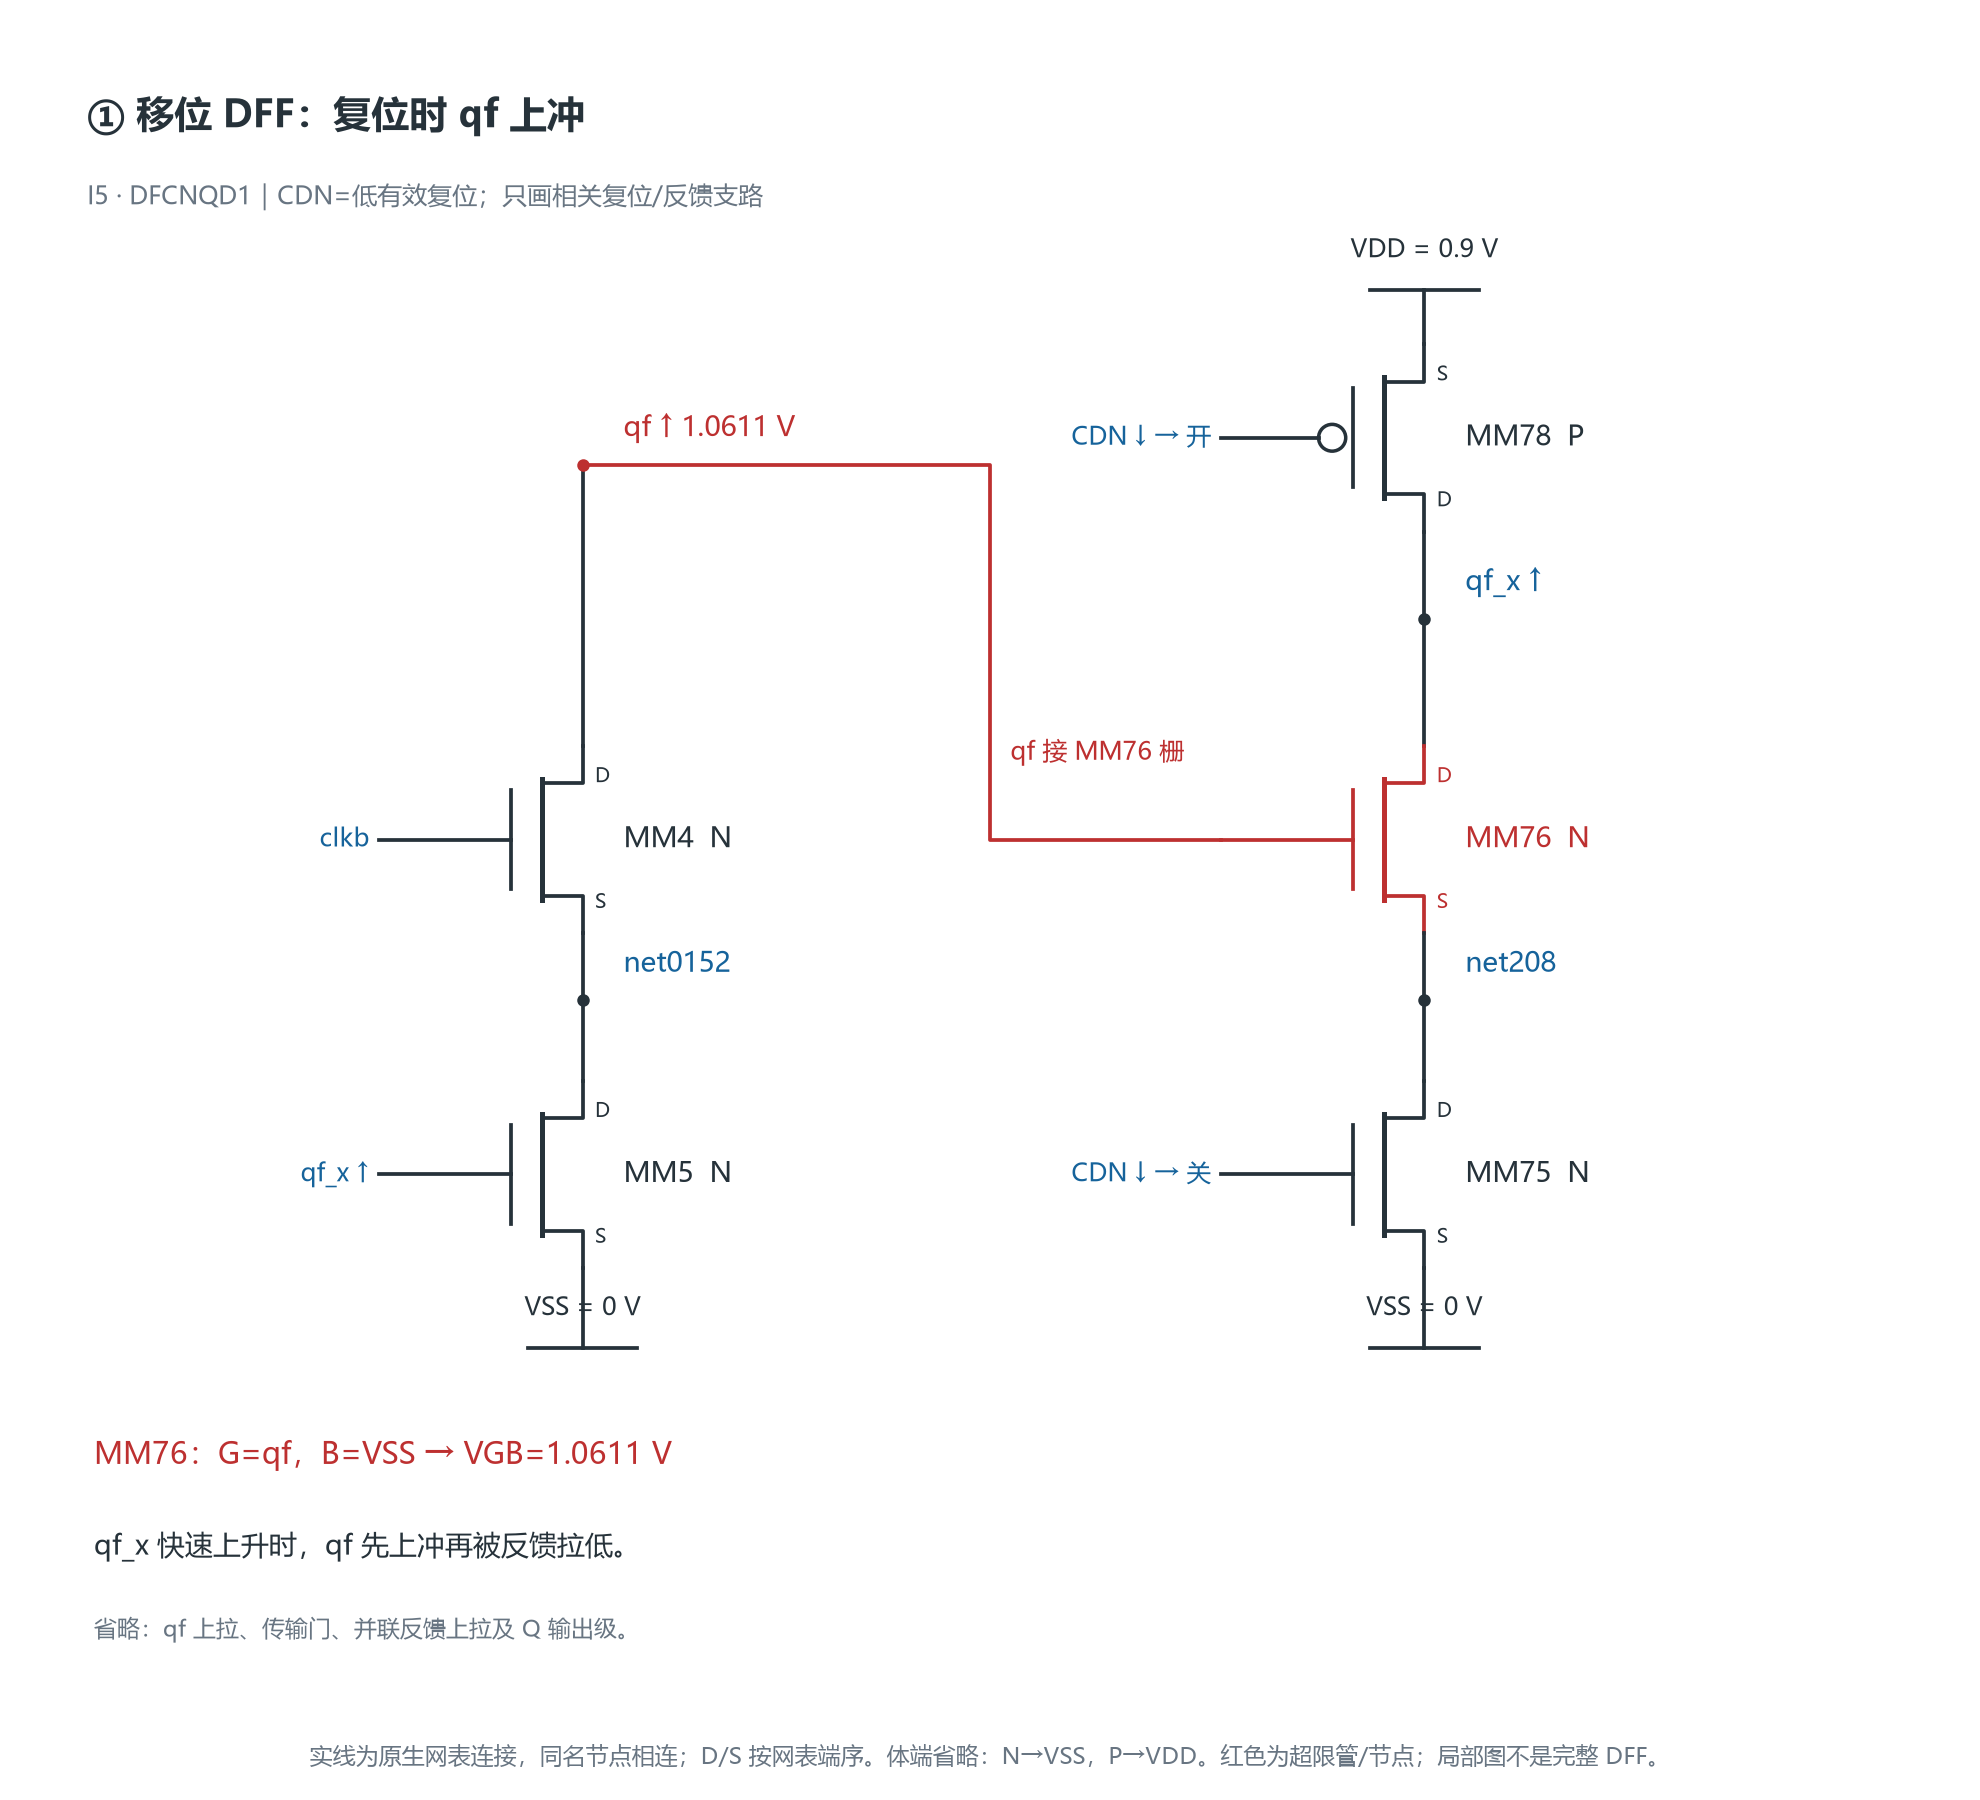 ① 移位 DFF：复位时 qf 上冲
I5 · DFCNQD1 | CDN=低有效复位；只画相关复位/反馈支路
VDD = 0.9 V
S
qf ↑ 1.0611 V
CDN ↓ → 开
MM78 P
D
qf_x ↑
qf 接 MM76 栅
D
D
clkb
MM4 N
MM76 N
S
S
net0152
net208
D
D
qf_x ↑
MM5 N
CDN ↓ → 关
MM75 N
S
S
VSS = 0 V
VSS = 0 V
MM76：G=qf，B=VSS → VGB=1.0611 V
qf_x 快速上升时，qf 先上冲再被反馈拉低。
省略：qf 上拉、传输门、并联反馈上拉及 Q 输出级。
实线为原生网表连接，同名节点相连；D/S 按网表端序。体端省略：N→VSS，P→VDD。红色为超限管/节点；局部图不是完整 DFF。